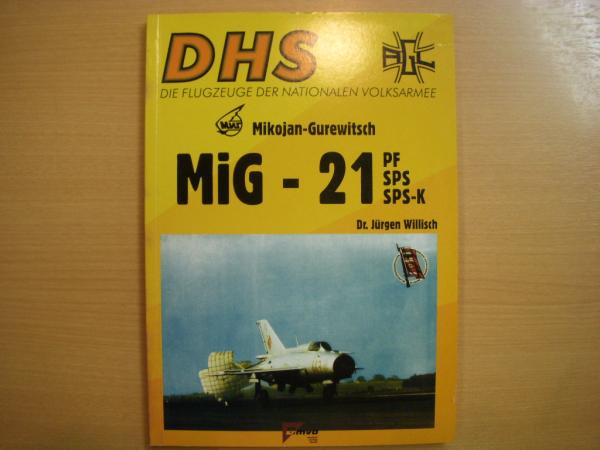 DHS
DIE FLUGZEUGE DER NATIONALEN VOLKSARMEE
Mikojan-Gurewitsch
MiG - 21 PF
SPS
SPS-K
Dr. Jürgen Willisch